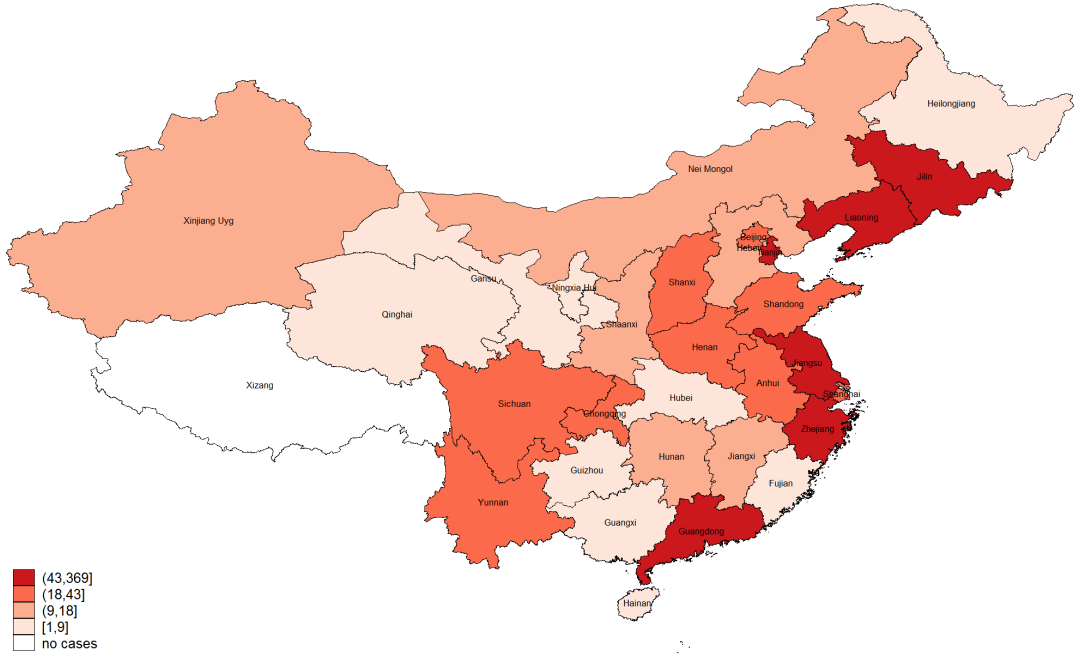 Heilongjiang
Nei Mongol
Jilin
Xinjiang Uyg
Liaoning
Beijing
Hebei
Tianjin
Gansu
Ningxia Hui
Shanxi
Shandong
Qinghai
Shaanxi
Henan
Jiangsu
Xizang
Anhui
Shanghai
Hubei
Sichuan
Chongqing
Zhejiang
Hunan
Jiangxi
Guizhou
Fujian
Yunnan
Guangxi
Guangdong
Hainan
(43,369]
(18,43]
(9,18]
[1,9]
no cases